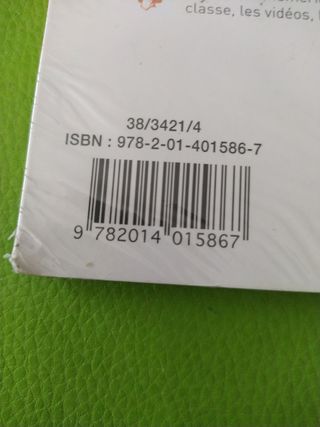 classe, les vidéos,
38/3421/4
ISBN : 978-2-01-401586-7
9 782014 015867